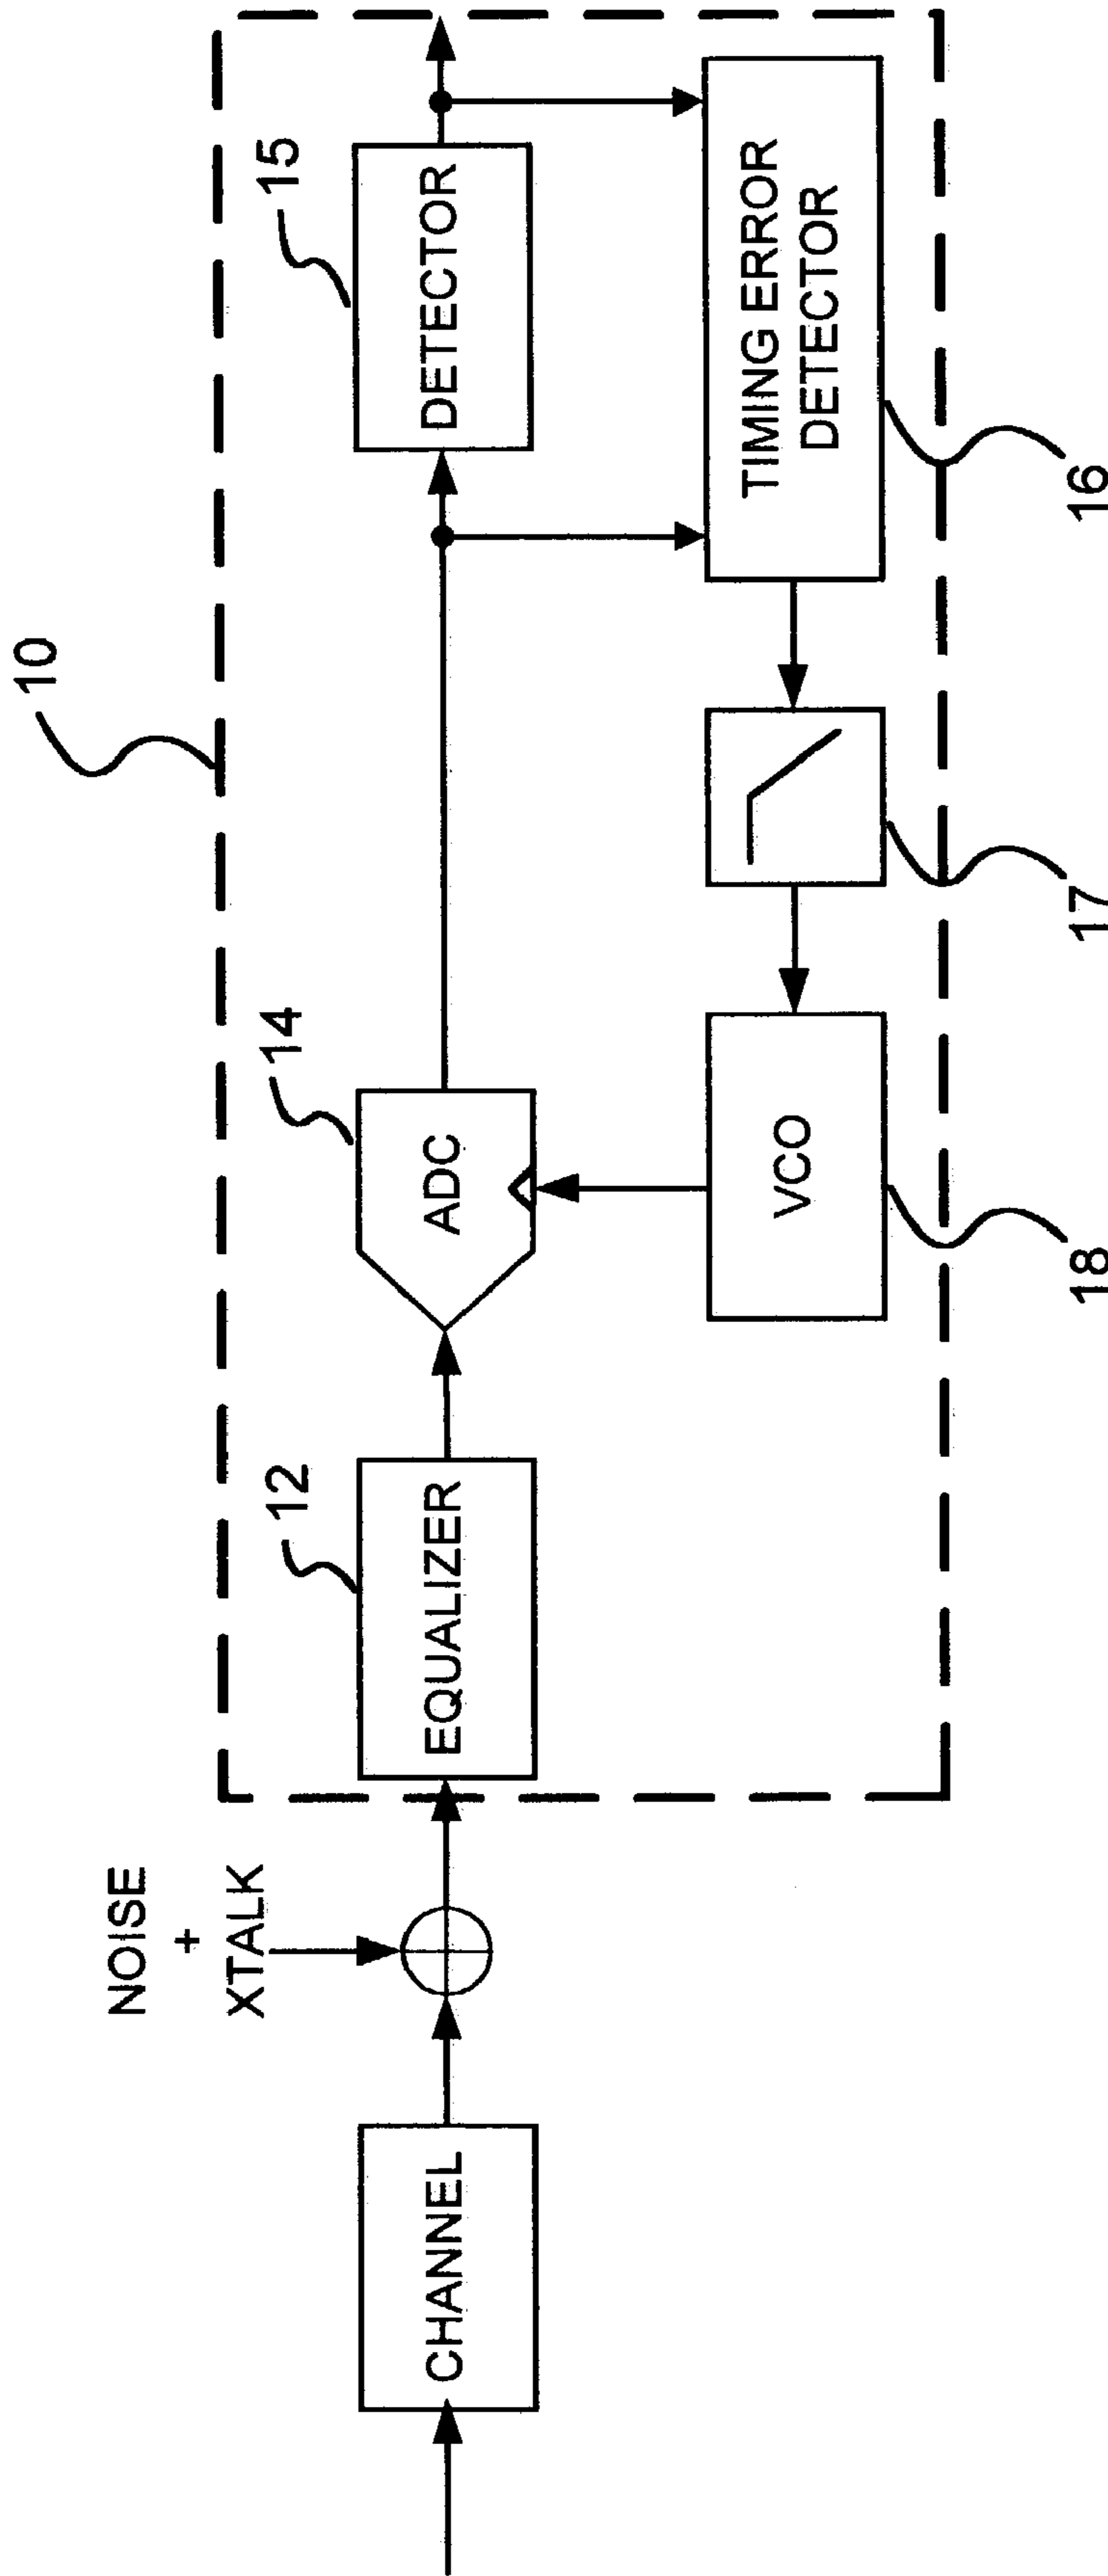 10
NOISE
+
XTALK
12
14
15
CHANNEL
EQUALIZER
ADC
DETECTOR
VCO
TIMING ERROR
DETECTOR
18
17
16